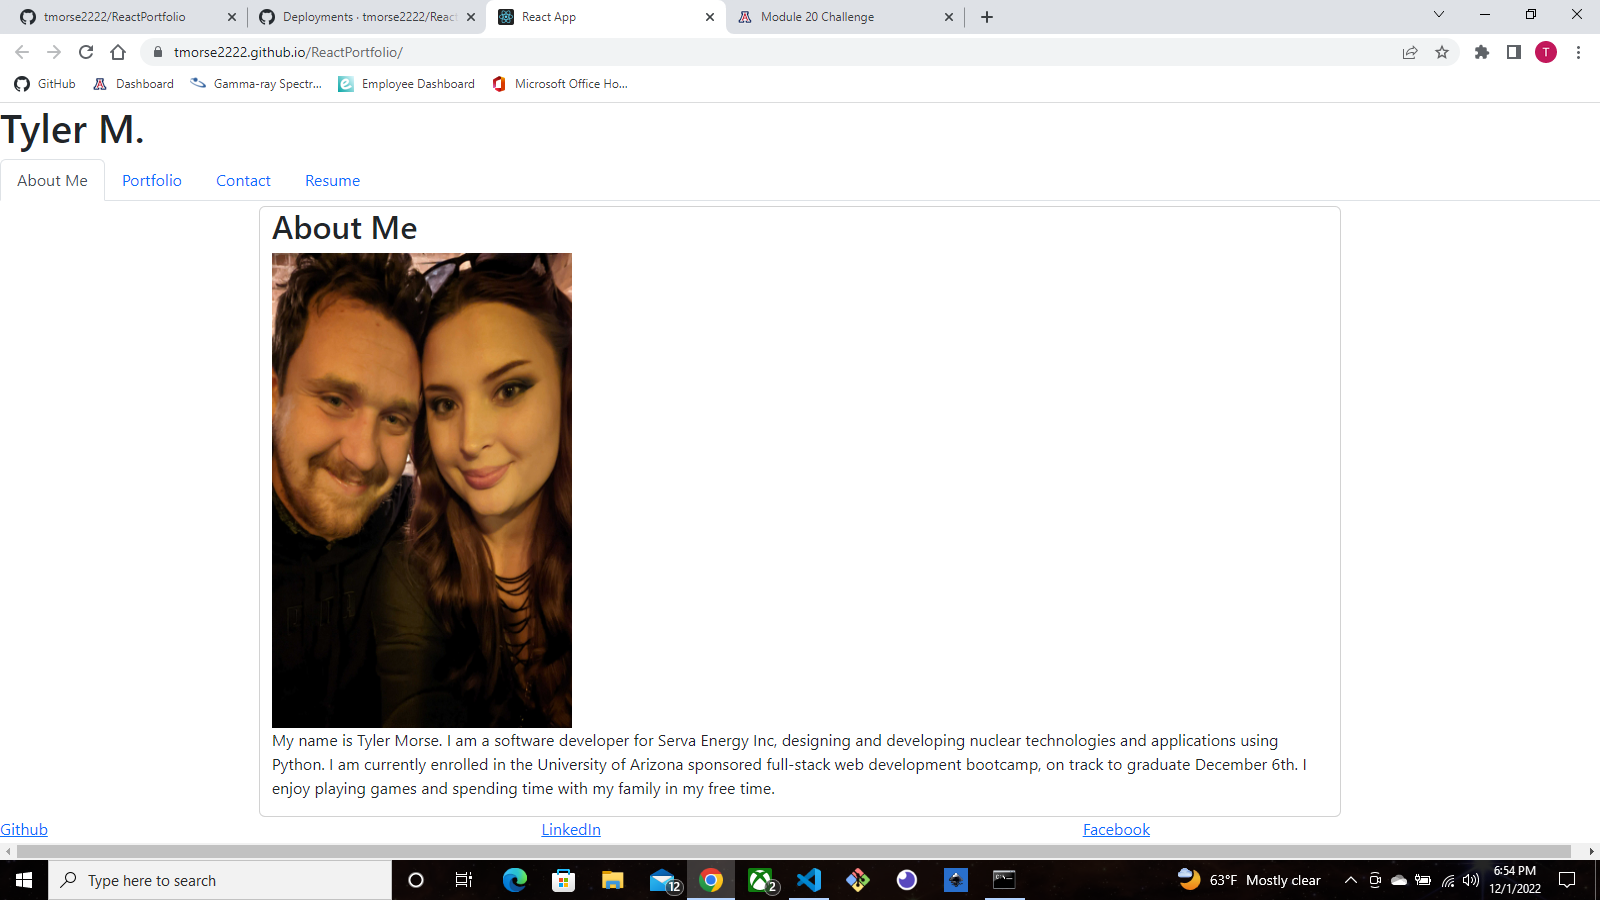 tmorse2222/ReactPortfolio
Deployments · tmorse2222/React
React App
Module 20 Challenge
tmorse2222.github.io/ReactPortfolio/
T
GitHub
Dashboard
Gamma-ray Spectr...
Employee Dashboard
Microsoft Office Ho...
Tyler M.
About Me
Portfolio
Contact
Resume
About Me
My name is Tyler Morse. I am a software developer for Serva Energy Inc, designing and developing nuclear technologies and applications using
Python. I am currently enrolled in the University of Arizona sponsored full-stack web development bootcamp, on track to graduate December 6th. I
enjoy playing games and spending time with my family in my free time.
Github
LinkedIn
Facebook
Type here to search
12
2
63°F Mostly clear
6:54 PM
12/1/2022